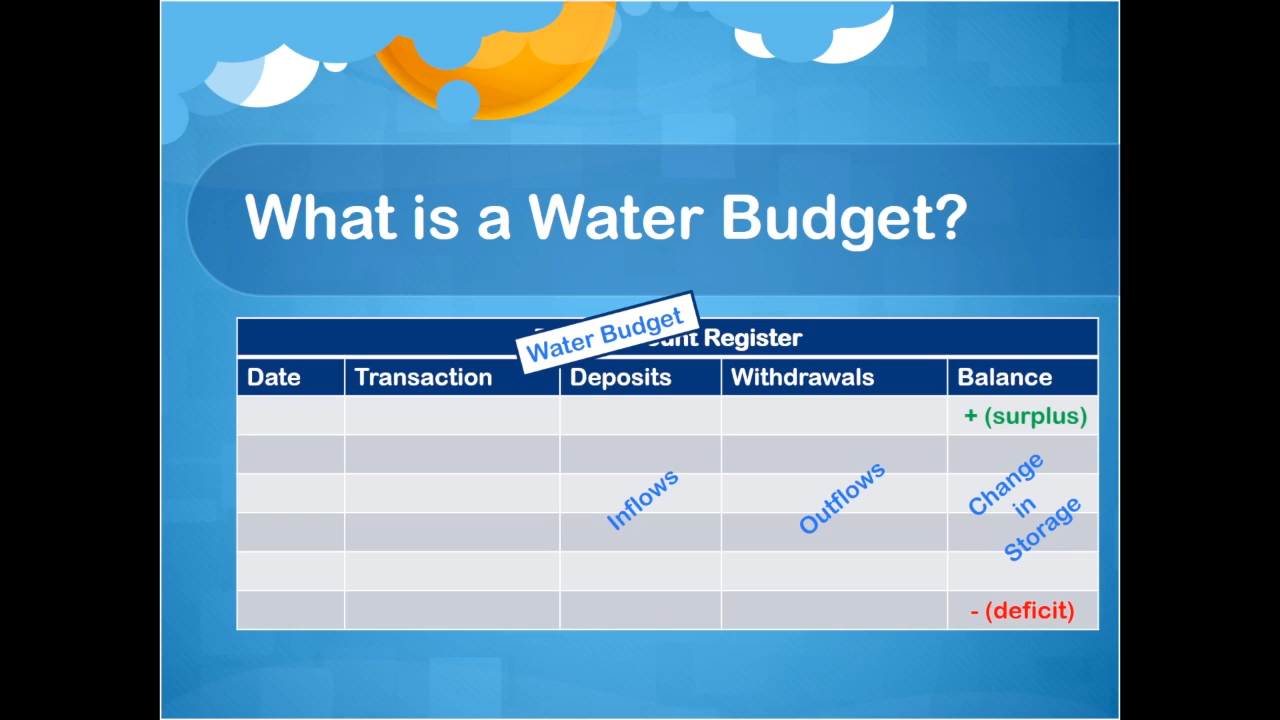 What is a Water Budget?
Water Budget
Register
Date Transaction Deposits Withdrawals Balance
+ (surplus)
Inflows
Outflows
Change
in
Storage
- (deficit)